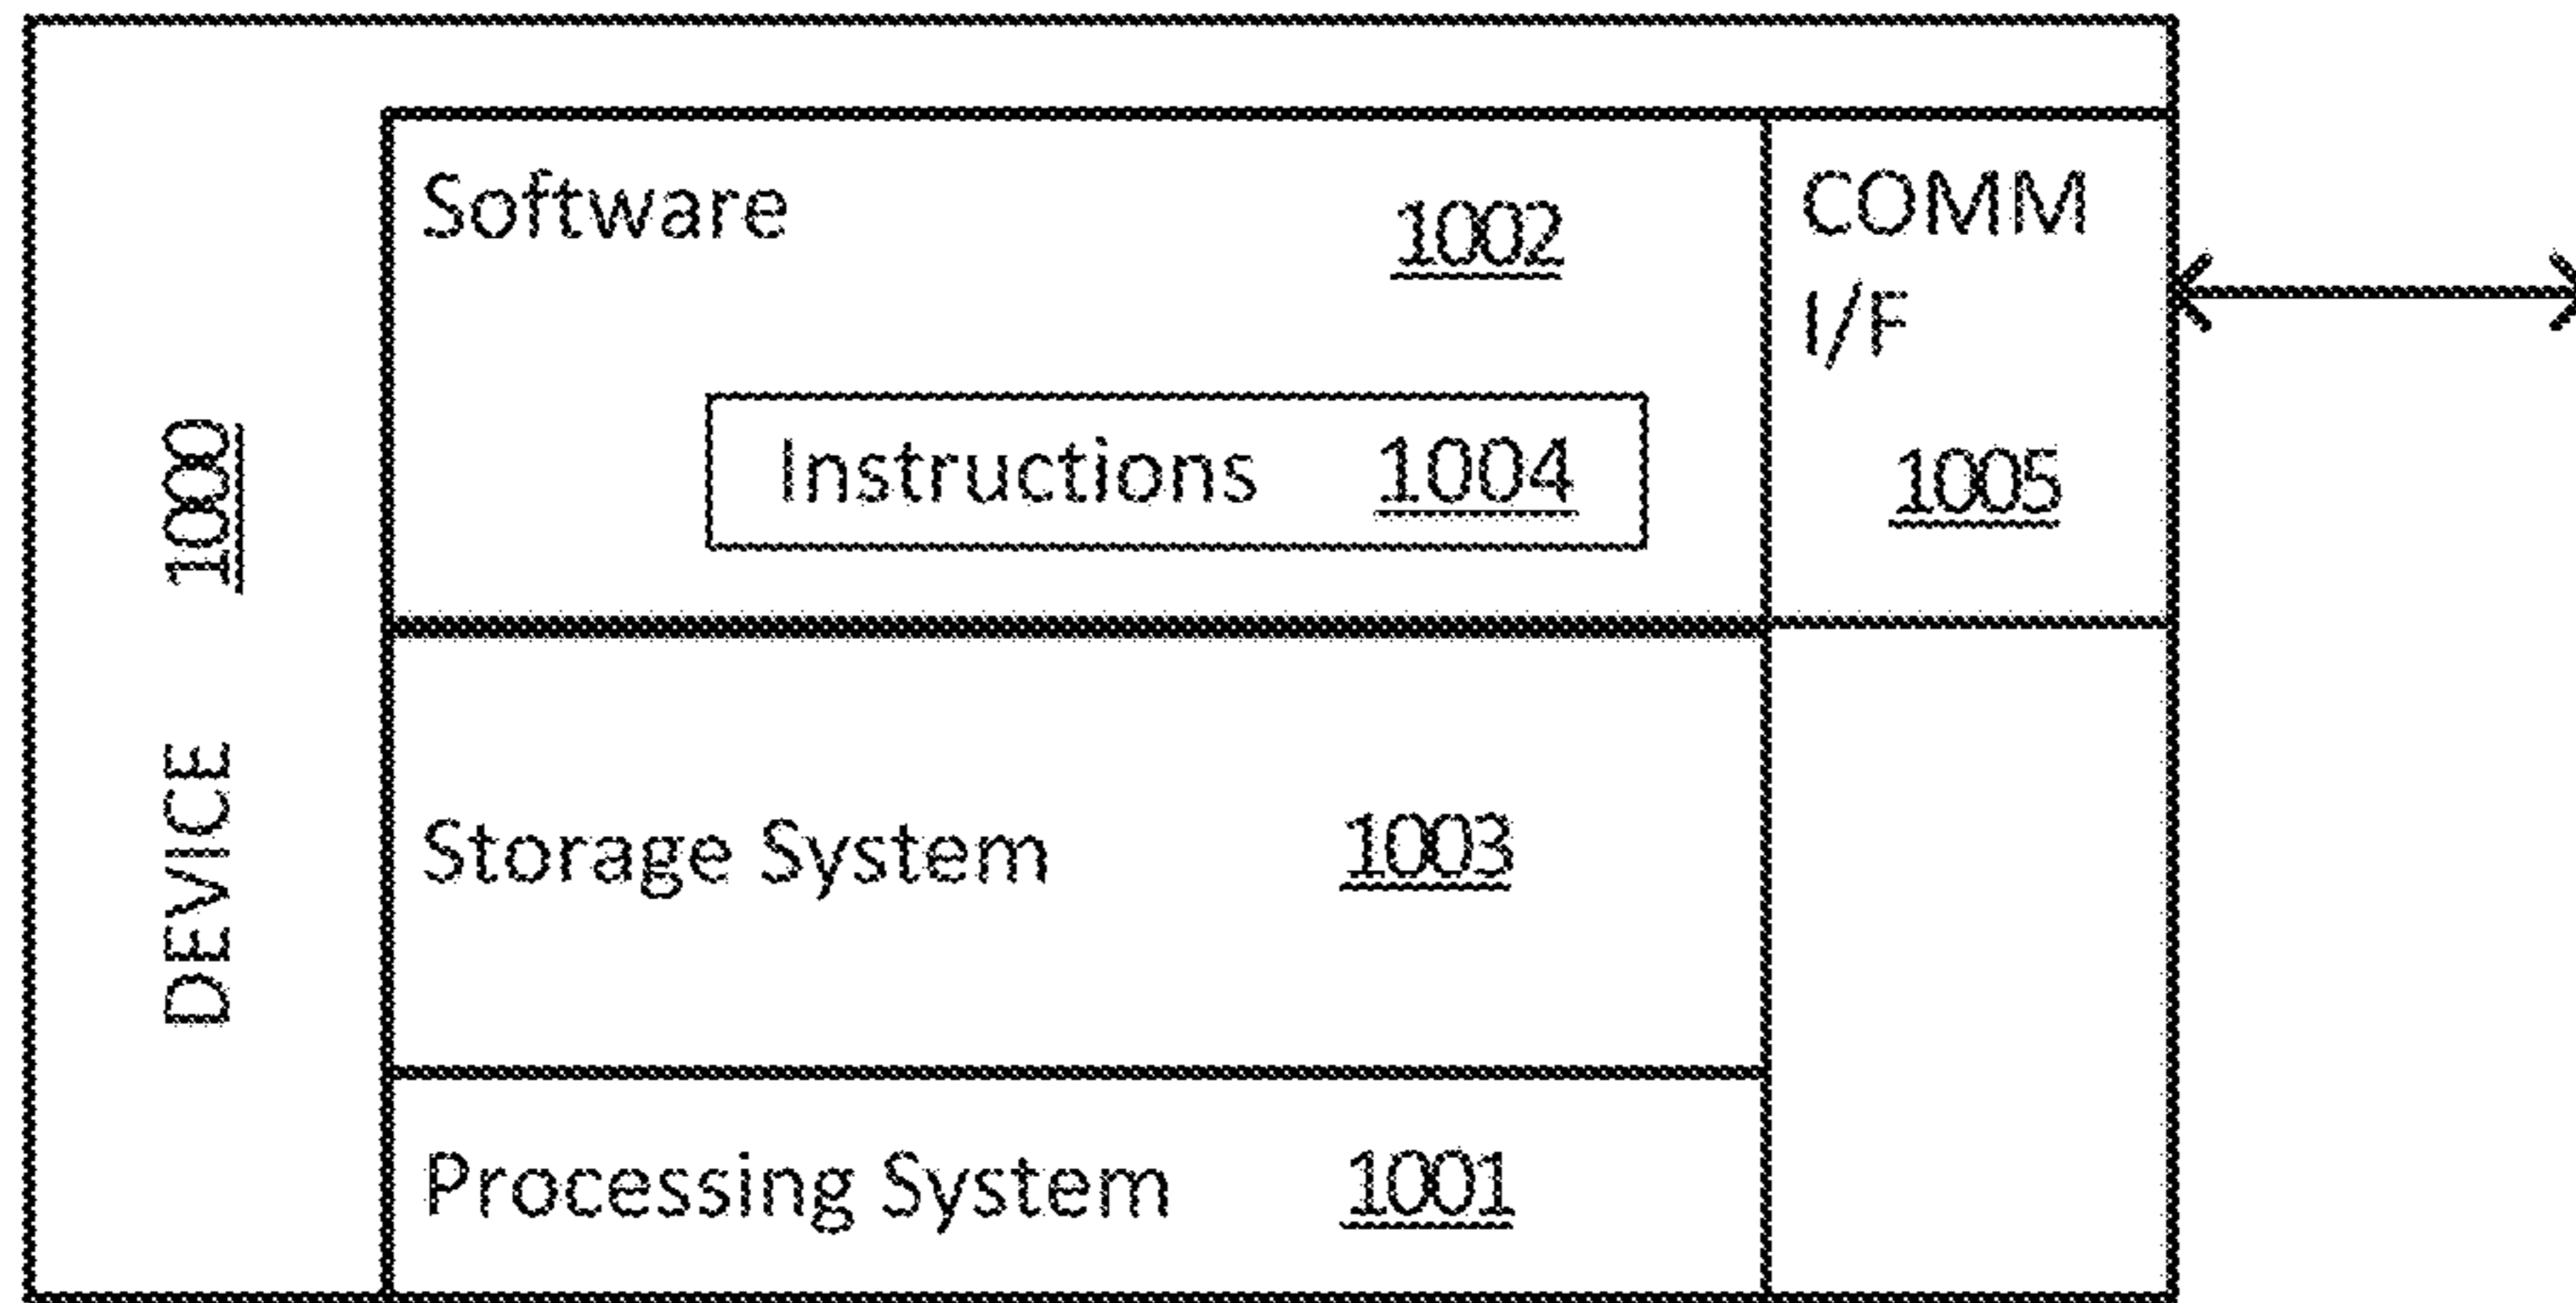 DEVICE 1000
Software 1002
Instructions 1004
COMM
I/F
1005
Storage System 1003
Processing System 1001